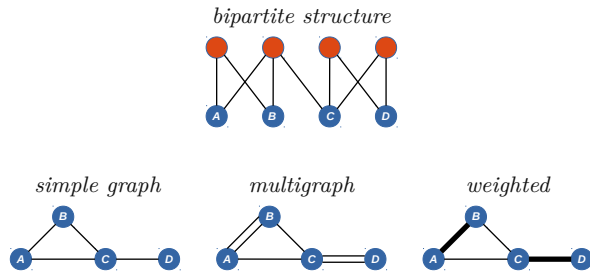 bipartite structure
A B C D
simple graph multigraph weighted
B B B
A C D A C D A C D